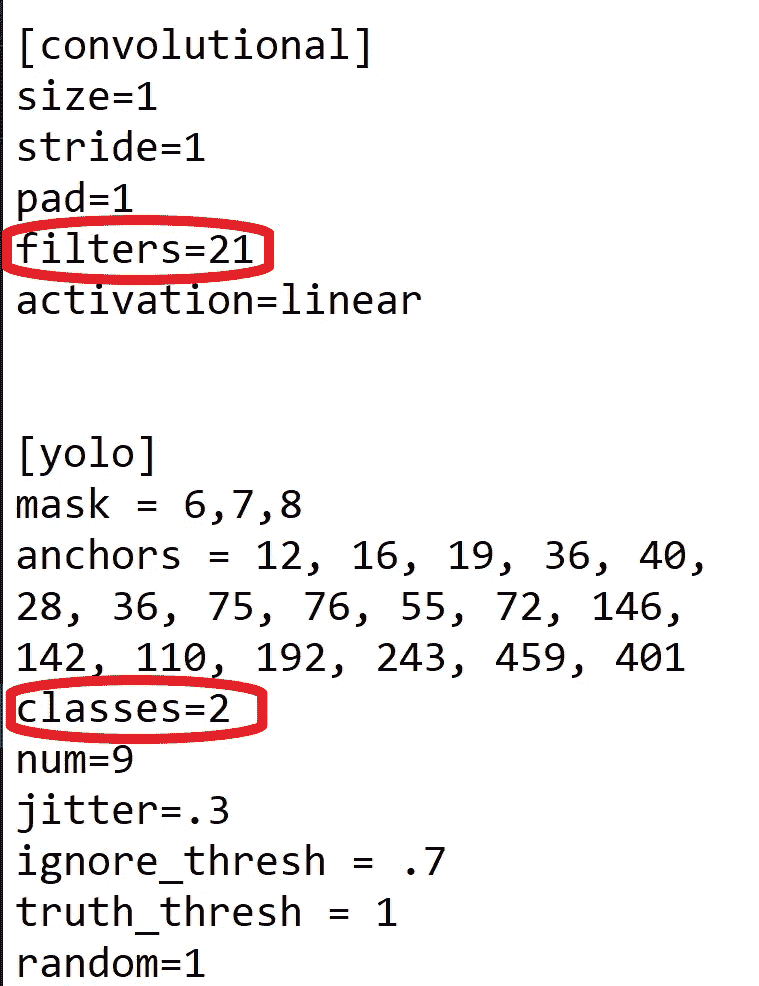 [convolutional]
size=1
stride=1
pad=1
filters=21
activation=linear
[yolo]
mask = 6,7,8
anchors = 12, 16, 19, 36, 40,
28, 36, 75, 76, 55, 72, 146,
142, 110, 192, 243, 459, 401
classes=2
num=9
jitter=.3
ignore_thresh = .7
truth_thresh = 1
random=1